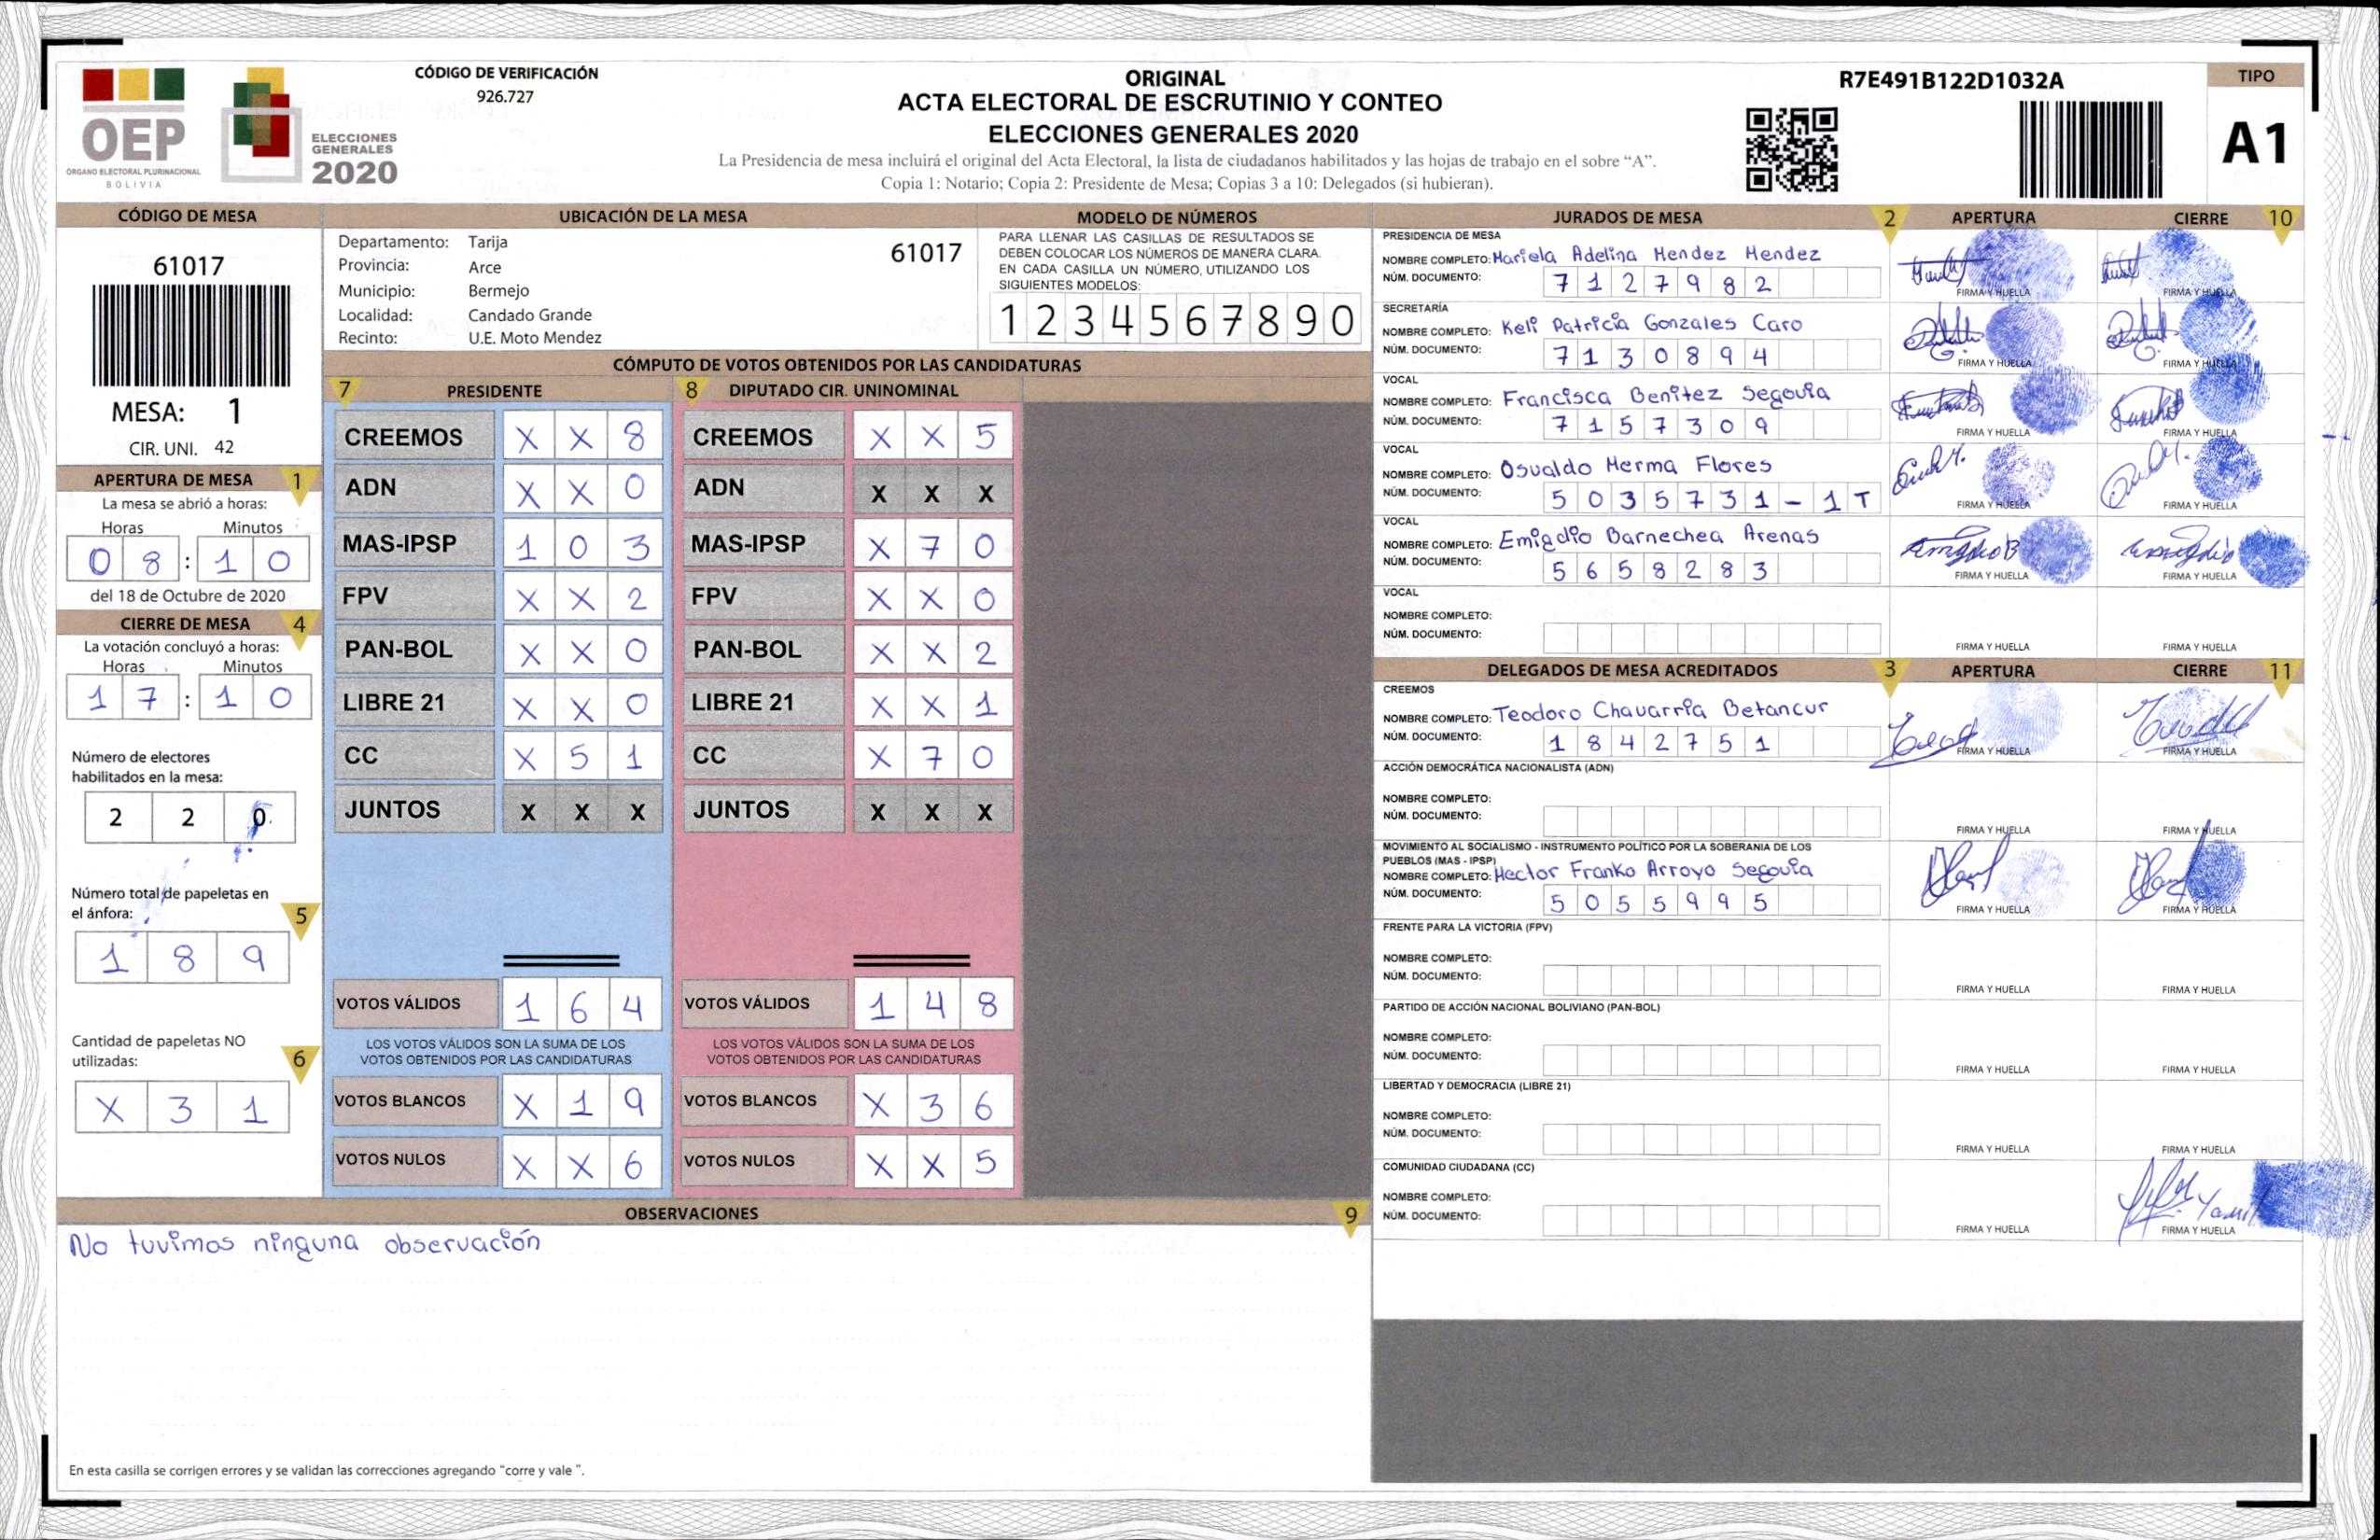 OEP
ÓRGANO ELECTORAL PLURINACIONAL
BOLIVIA
ELECCIONES
GENERALES
2020
CÓDIGO DE VERIFICACIÓN
926.727
ORIGINAL
ACTA ELECTORAL DE ESCRUTINIO Y CONTEO
ELECCIONES GENERALES 2020
La Presidencia de mesa incluirá el original del Acta Electoral, la lista de ciudadanos habilitados y las hojas de trabajo en el sobre “A”.
Copia 1: Notario; Copia 2: Presidente de Mesa; Copias 3 a 10: Delegados (si hubieran).
R7E491B122D1032A
TIPO
A1
CÓDIGO DE MESA
61017
MESA: 1
CIR. UNI. 42
APERTURA DE MESA 1
La mesa se abrió a horas:
Horas Minutos
0 8 : 1 0
del 18 de Octubre de 2020
CIERRE DE MESA 4
La votación concluyó a horas:
Horas Minutos
1 7 : 1 0
Número de electores
habilitados en la mesa:
2 2 0
Número total de papeletas en
el ánfora: 5
1 8 9
Cantidad de papeletas NO
utilizadas: 6
X 3 1
UBICACIÓN DE LA MESA
Departamento: Tarija 61017
Provincia: Arce
Municipio: Bermejo
Localidad: Candado Grande
Recinto: U.E. Moto Mendez
MODELO DE NÚMEROS
PARA LLENAR LAS CASILLAS DE RESULTADOS SE
DEBEN COLOCAR LOS NÚMEROS DE MANERA CLARA.
EN CADA CASILLA UN NÚMERO, UTILIZANDO LOS
SIGUIENTES MODELOS:
1 2 3 4 5 6 7 8 9 0
CÓMPUTO DE VOTOS OBTENIDOS POR LAS CANDIDATURAS
7 PRESIDENTE 8 DIPUTADO CIR. UNINOMINAL
CREEMOS X X 8 CREEMOS X X 5
ADN X X 0 ADN X X X
MAS-IPSP 1 0 3 MAS-IPSP X 7 0
FPV X X 2 FPV X X 0
PAN-BOL X X 0 PAN-BOL X X 2
LIBRE 21 X X 0 LIBRE 21 X X 1
CC X 5 1 CC X 7 0
JUNTOS X X X JUNTOS X X X
VOTOS VÁLIDOS 1 6 4 VOTOS VÁLIDOS 1 4 8
LOS VOTOS VÁLIDOS SON LA SUMA DE LOS LOS VOTOS VÁLIDOS SON LA SUMA DE LOS
VOTOS OBTENIDOS POR LAS CANDIDATURAS VOTOS OBTENIDOS POR LAS CANDIDATURAS
VOTOS BLANCOS X 1 9 VOTOS BLANCOS X 3 6
VOTOS NULOS X X 6 VOTOS NULOS X X 5
OBSERVACIONES 9
No tuvimos ninguna observación
En esta casilla se corrigen errores y se validan las correcciones agregando “corre y vale ”.
JURADOS DE MESA 2 APERTURA CIERRE 10
PRESIDENCIA DE MESA
NOMBRE COMPLETO: Mariela Adelina Mendez Mendez
NÚM. DOCUMENTO: 7 1 2 7 9 8 2
FIRMA Y HUELLA FIRMA Y HUELLA
SECRETARÍA
NOMBRE COMPLETO: Keli Patricia Gonzales Caro
NÚM. DOCUMENTO: 7 1 3 0 8 9 4
FIRMA Y HUELLA FIRMA Y HUELLA
VOCAL
NOMBRE COMPLETO: Francisca Benitez Segovia
NÚM. DOCUMENTO: 7 1 5 7 3 0 9
FIRMA Y HUELLA FIRMA Y HUELLA
VOCAL
NOMBRE COMPLETO: Osvaldo Herma Flores
NÚM. DOCUMENTO: 5 0 3 5 7 3 1 - 1 T
FIRMA Y HUELLA FIRMA Y HUELLA
VOCAL
NOMBRE COMPLETO: Emigdio Barnechea Arenas
NÚM. DOCUMENTO: 5 6 5 8 2 8 3
FIRMA Y HUELLA FIRMA Y HUELLA
VOCAL
NOMBRE COMPLETO:
NÚM. DOCUMENTO:
FIRMA Y HUELLA FIRMA Y HUELLA
DELEGADOS DE MESA ACREDITADOS 3 APERTURA CIERRE 11
CREEMOS
NOMBRE COMPLETO: Teodoro Chavarria Betancur
NÚM. DOCUMENTO: 1 8 4 2 7 5 1
FIRMA Y HUELLA FIRMA Y HUELLA
ACCIÓN DEMOCRÁTICA NACIONALISTA (ADN)
NOMBRE COMPLETO:
NÚM. DOCUMENTO:
FIRMA Y HUELLA FIRMA Y HUELLA
MOVIMIENTO AL SOCIALISMO - INSTRUMENTO POLÍTICO POR LA SOBERANIA DE LOS
PUEBLOS (MAS - IPSP)
NOMBRE COMPLETO: Hector Franko Arroyo Segovia
NÚM. DOCUMENTO: 5 0 5 5 9 9 5
FIRMA Y HUELLA FIRMA Y HUELLA
FRENTE PARA LA VICTORIA (FPV)
NOMBRE COMPLETO:
NÚM. DOCUMENTO:
FIRMA Y HUELLA FIRMA Y HUELLA
PARTIDO DE ACCIÓN NACIONAL BOLIVIANO (PAN-BOL)
NOMBRE COMPLETO:
NÚM. DOCUMENTO:
FIRMA Y HUELLA FIRMA Y HUELLA
LIBERTAD Y DEMOCRACIA (LIBRE 21)
NOMBRE COMPLETO:
NÚM. DOCUMENTO:
FIRMA Y HUELLA FIRMA Y HUELLA
COMUNIDAD CIUDADANA (CC)
NOMBRE COMPLETO:
NÚM. DOCUMENTO:
FIRMA Y HUELLA FIRMA Y HUELLA